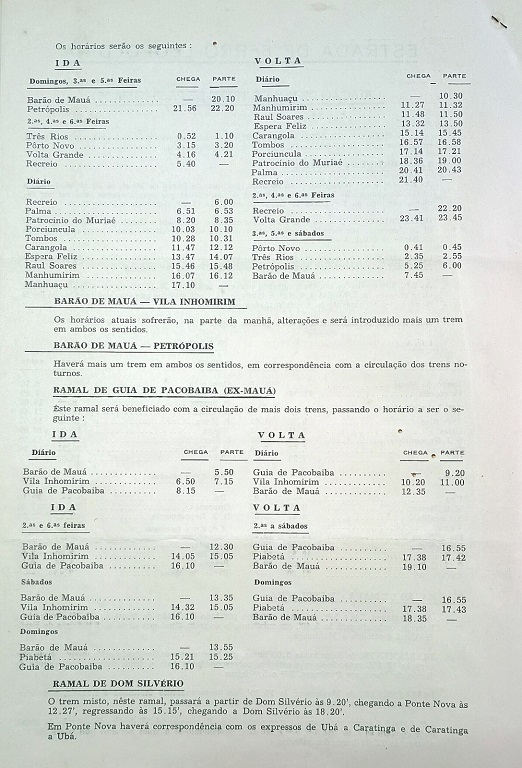 Os horários serão os seguintes :
I D A
Domingos, 3.as e 5.as Feiras CHEGA PARTE
Barão de Mauá ............... — 20.10
Petrópolis ............... 21.56 22.20
2.as, 4.as e 6.as Feiras
Três Rios ............... 0.52 1.10
Pôrto Novo ............... 3.15 3.20
Volta Grande ............... 4.16 4.21
Recreio ............... 5.40 —
Diário
Recreio ............... — 6.00
Palma ............... 6.51 6.53
Patrocínio do Muriaé ........ 8.20 8.35
Porciuncula ............... 10.03 10.10
Tombos ............... 10.28 10.31
Carangola ............... 11.47 12.12
Espera Feliz ............... 13.47 14.07
Raul Soares ............... 15.46 15.48
Manhumirim ............... 16.07 16.12
Manhuaçu ............... 17.10 —
V O L T A
Diário CHEGA PARTE
Manhuaçu ............... — 10.30
Manhumirim ............... 11.27 11.32
Raul Soares ............... 11.48 11.50
Espera Feliz ............... 13.32 13.50
Carangola ............... 15.14 15.45
Tombos ............... 16.57 16.58
Porciuncula ............... 17.14 17.21
Patrocínio do Muriaé ........ 18.36 19.00
Palma ............... 20.41 20.43
Recreio ............... 21.40 —
2.as, 4.as e 6.as Feiras
Recreio ............... — 22.20
Volta Grande ............... 23.41 23.45
3.as, 5.as e sábados
Pôrto Novo ............... 0.41 0.45
Três Rios ............... 2.35 2.55
Petrópolis ............... 5.25 6.00
Barão de Mauá ............... 7.45 —
BARÃO DE MAUÁ — VILA INHOMIRIM
Os horários atuais sofrerão, na parte da manhã, alterações e será introduzido mais um trem
em ambos os sentidos.
BARÃO DE MAUÁ — PETRÓPOLIS
Haverá mais um trem em ambos os sentidos, em correspondência com a circulação dos trens no-
turnos.
RAMAL DE GUIA DE PACOBAIBA (EX-MAUÁ)
Êste ramal será beneficiado com a circulação de mais dois trens, passando o horário a ser o se-
guinte :
I D A
Diário CHEGA PARTE
Barão de Mauá ............ — 5.50
Vila Inhomirim ............ 6.50 7.15
Guia de Pacobaiba .......... 8.15 —
V O L T A
Diário CHEGA PARTE
Guia de Pacobaiba .......... — 9.20
Vila Inhomirim ............ 10.20 11.00
Barão de Mauá ............ 12.35 —
I D A
2.as e 6.as feiras
Barão de Mauá ............ — 12.30
Vila Inhomirim ............ 14.05 15.05
Guia de Pacobaiba .......... 16.10 —
Sábados
Barão de Mauá ............ — 13.35
Vila Inhomirim ............ 14.32 15.05
Guia de Pacobaiba .......... 16.10 —
Domingos
Barão de Mauá ............ — 13.55
Piabetá ............... 15.21 15.25
Guia de Pacobaiba .......... 16.10 —
V O L T A
2.as a sábados
Guia de Pacobaiba .......... — 16.55
Piabetá ............... 17.38 17.42
Barão de Mauá ............ 19.10 —
Domingos
Guia de Pacobaiba .......... — 16.55
Piabetá ............... 17.38 17.43
Barão de Mauá ............ 18.35 —
RAMAL DE DOM SILVÉRIO
O trem misto, nêste ramal, passará a partir de Dom Silvério às 9.20', chegando a Ponte Nova às
12.27', regressando às 15.15', chegando a Dom Silvério às 18.20'.
Em Ponte Nova haverá correspondência com os expressos de Ubá a Caratinga e de Caratinga
a Ubá.